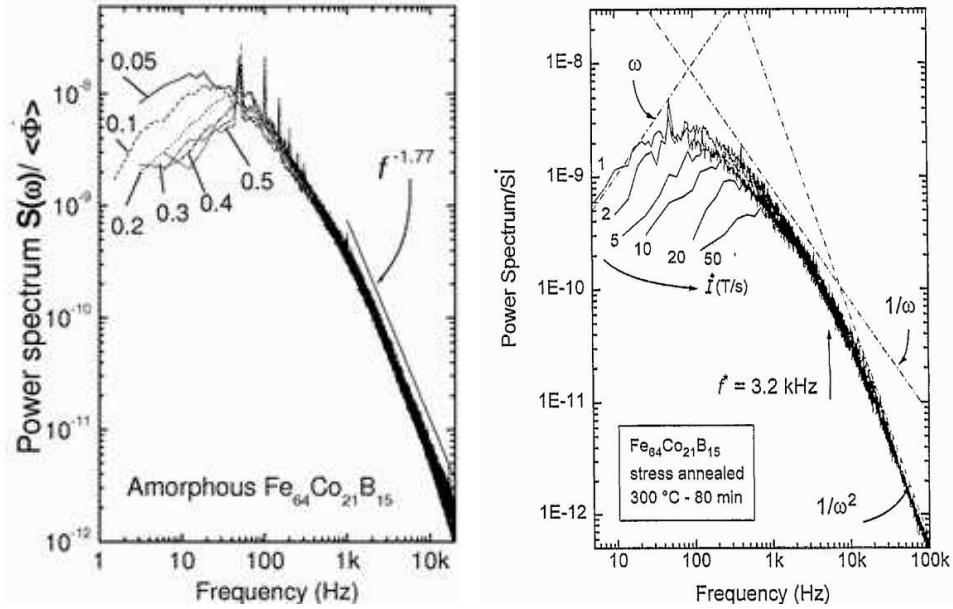 Power spectrum S(ω)/ <Φ̇>
10⁻⁸
10⁻⁹
10⁻¹⁰
10⁻¹¹
10⁻¹²
0.05
0.1
0.2
0.3
0.4
0.5
f⁻¹·⁷⁷
Amorphous Fe₆₄Co₂₁B₁₅
1 10 100 1k 10k
Frequency (Hz)
Power Spectrum/Sİ
1E-8
1E-9
1E-10
1E-11
1E-12
ω
1
2
5
10
20
50
İ(T/s)
1/ω
f* = 3.2 kHz
Fe₆₄Co₂₁B₁₅
stress annealed
300 °C - 80 min
1/ω²
10 100 1k 10k 100k
Frequency (Hz)